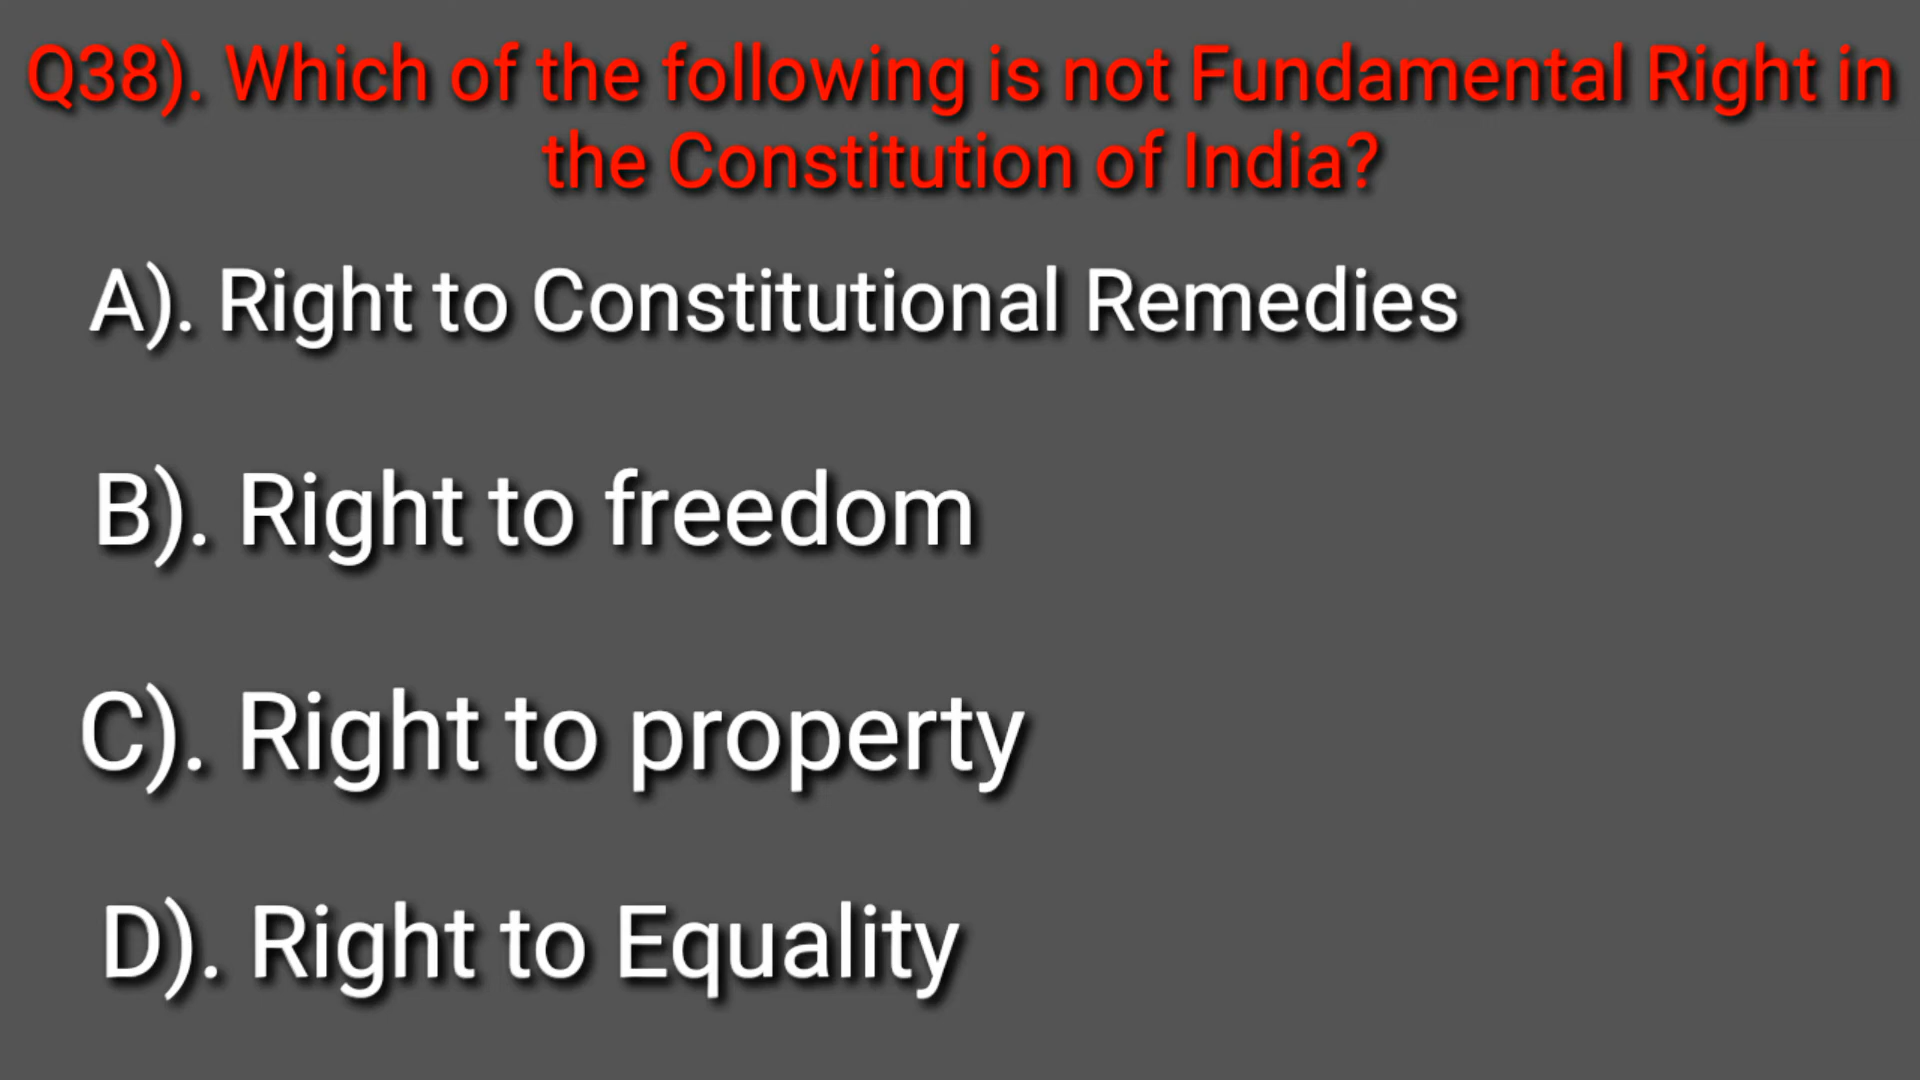 Q38). Which of the following is not Fundamental Right in
the Constitution of India?
A). Right to Constitutional Remedies
B). Right to freedom
C). Right to property
D). Right to Equality